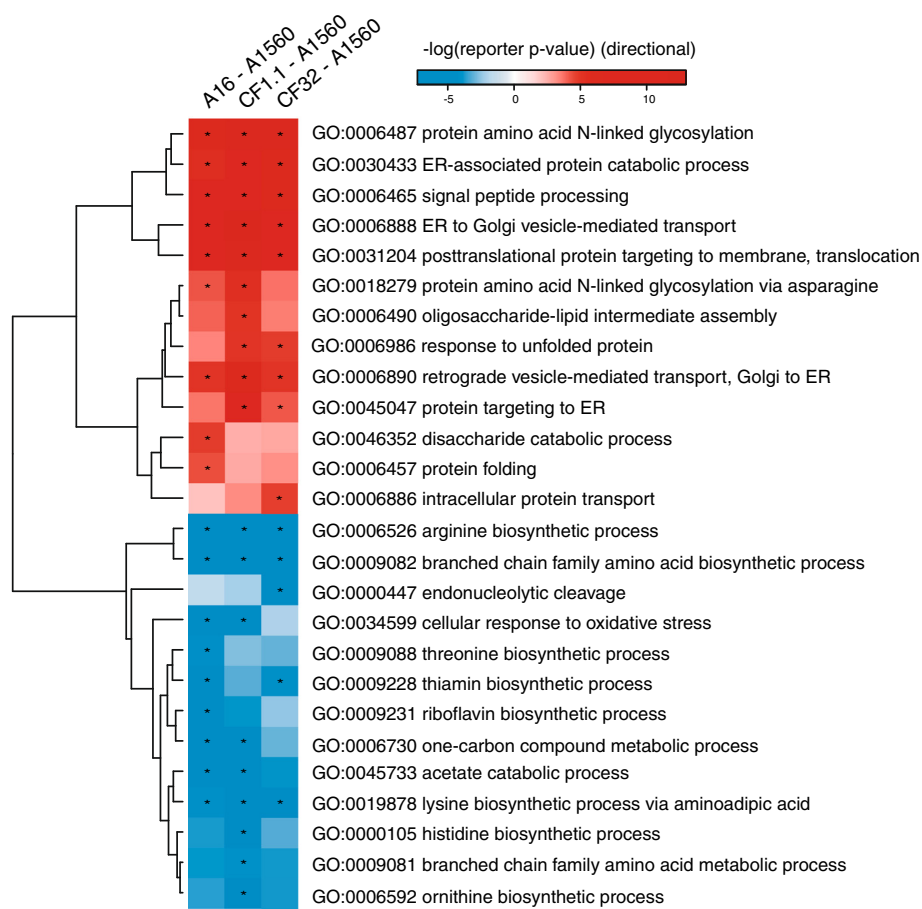 A16 - A1560
CF1.1 - A1560
CF32 - A1560
-log(reporter p-value) (directional)
-5 0 5 10
* * * GO:0006487 protein amino acid N-linked glycosylation
* * * GO:0030433 ER-associated protein catabolic process
* * * GO:0006465 signal peptide processing
* * * GO:0006888 ER to Golgi vesicle-mediated transport
* * * GO:0031204 posttranslational protein targeting to membrane, translocation
* * GO:0018279 protein amino acid N-linked glycosylation via asparagine
* GO:0006490 oligosaccharide-lipid intermediate assembly
* * GO:0006986 response to unfolded protein
* * * GO:0006890 retrograde vesicle-mediated transport, Golgi to ER
* * GO:0045047 protein targeting to ER
* GO:0046352 disaccharide catabolic process
* GO:0006457 protein folding
* GO:0006886 intracellular protein transport
* * * GO:0006526 arginine biosynthetic process
* * * GO:0009082 branched chain family amino acid biosynthetic process
* GO:0000447 endonucleolytic cleavage
* * GO:0034599 cellular response to oxidative stress
* GO:0009088 threonine biosynthetic process
* * GO:0009228 thiamin biosynthetic process
* GO:0009231 riboflavin biosynthetic process
* * GO:0006730 one-carbon compound metabolic process
* * GO:0045733 acetate catabolic process
* * * GO:0019878 lysine biosynthetic process via aminoadipic acid
* GO:0000105 histidine biosynthetic process
* GO:0009081 branched chain family amino acid metabolic process
* GO:0006592 ornithine biosynthetic process